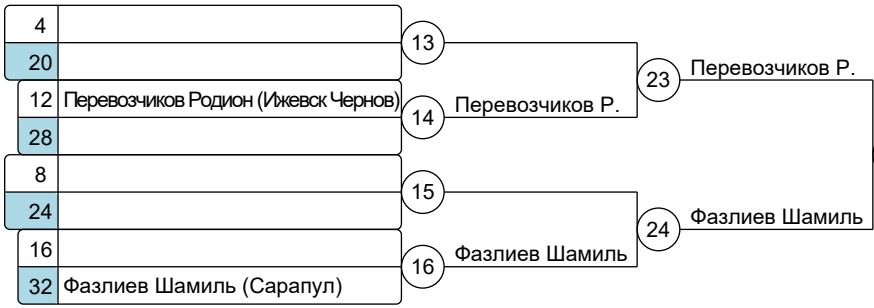 4
13
20
Перевозчиков Р.
23
12 Перевозчиков Родион (Ижевск Чернов)
14
Перевозчиков Р.
28
8
15
24
24
Фазлиев Шамиль
16
16
Фазлиев Шамиль
32 Фазлиев Шамиль (Сарапул)